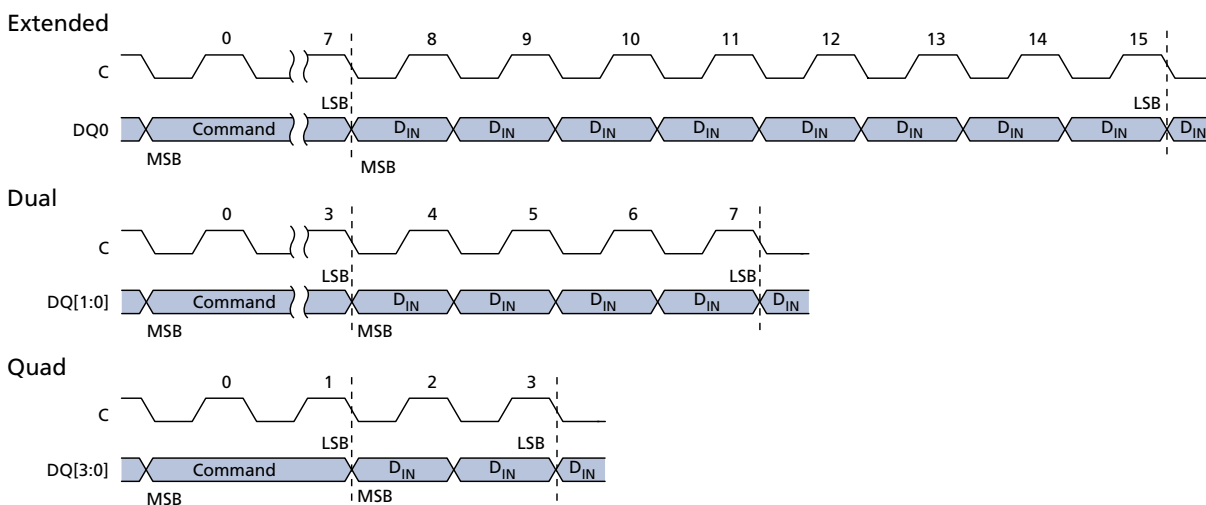 Extended
0 7 8 9 10 11 12 13 14 15
C
LSB LSB
DQ0 Command DIN DIN DIN DIN DIN DIN DIN DIN DIN
MSB MSB
Dual
0 3 4 5 6 7
C
LSB LSB
DQ[1:0] Command DIN DIN DIN DIN DIN
MSB MSB
Quad
0 1 2 3
C
LSB LSB
DQ[3:0] Command DIN DIN DIN
MSB MSB